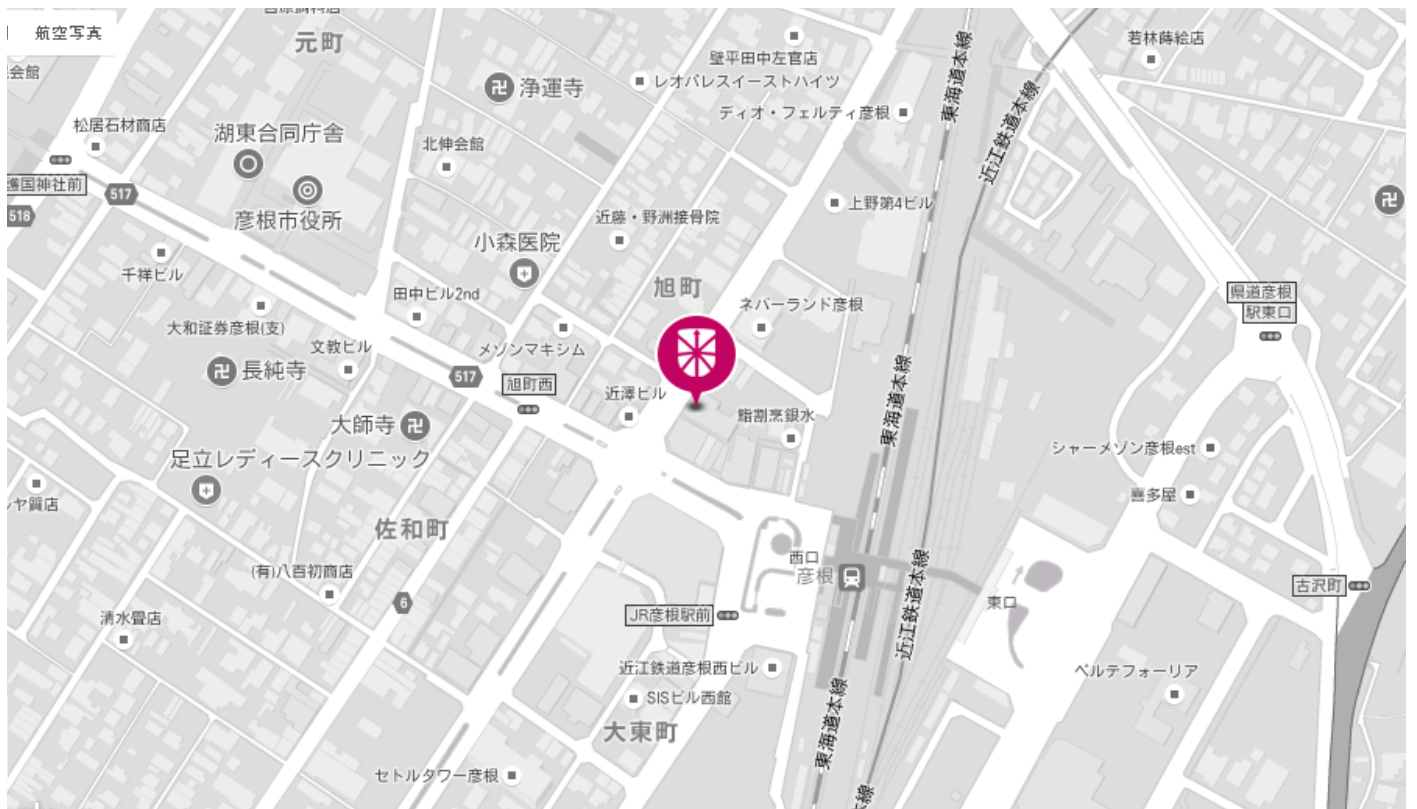 航空写真
元町
会館
壁平田中左官店
若林蒔絵店
浄運寺
レオパレスイーストハイツ
東海道本線
近江鉄道本線
ディオ・フェルティ彦根
松居石材商店
湖東合同庁舎
北伸会館
護国神社前
517
518
彦根市役所
近藤・野洲接骨院
上野第4ビル
小森医院
千祥ビル
旭町
田中ビル2nd
ネバーランド彦根
県道彦根
駅東口
大和証券彦根(支)
文教ビル
メゾンマキシム
長純寺
517
旭町西
近澤ビル
東海道本線
大師寺
鮨割烹銀水
足立レディースクリニック
シャーメゾン彦根est
ヤ質店
喜多屋
佐和町
西口
彦根
(有)八百初商店
近江鉄道本線
東口
古沢町
6
清水畳店
JR彦根駅前
近江鉄道彦根西ビル
ベルテフォーリア
SISビル西館
大東町
東海道本線
セトルタワー彦根
本線